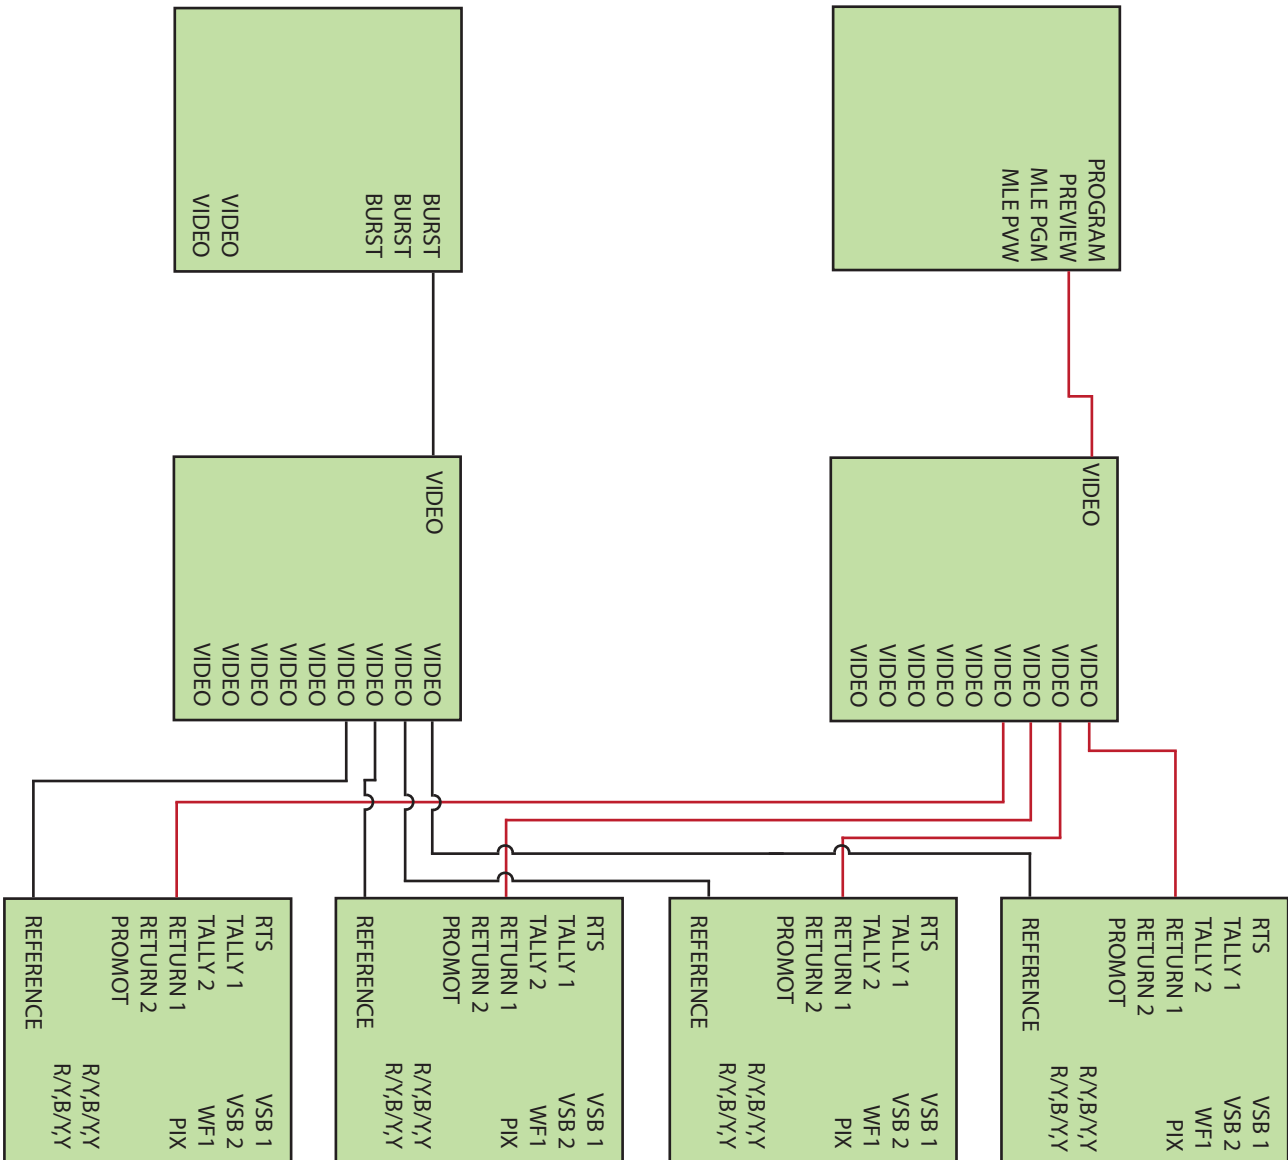 PROGRAM
PREVIEW
MLE PGM
MLE PVW
VIDEO
VIDEO
VIDEO
VIDEO
VIDEO
VIDEO
VIDEO
VIDEO
VIDEO
VIDEO
RTS
TALLY 1
TALLY 2
RETURN 1
RETURN 2
PROMOT
REFERENCE
VSB 1
VSB 2
WF1
PIX
R/Y,B/Y,Y
R/Y,B/Y,Y
RTS
TALLY 1
TALLY 2
RETURN 1
RETURN 2
PROMOT
REFERENCE
VSB 1
VSB 2
WF1
PIX
R/Y,B/Y,Y
R/Y,B/Y,Y
BURST
BURST
BURST
VIDEO
VIDEO
VIDEO
VIDEO
VIDEO
VIDEO
VIDEO
VIDEO
VIDEO
VIDEO
VIDEO
VIDEO
RTS
TALLY 1
TALLY 2
RETURN 1
RETURN 2
PROMOT
REFERENCE
VSB 1
VSB 2
WF1
PIX
R/Y,B/Y,Y
R/Y,B/Y,Y
RTS
TALLY 1
TALLY 2
RETURN 1
RETURN 2
PROMOT
REFERENCE
VSB 1
VSB 2
WF1
PIX
R/Y,B/Y,Y
R/Y,B/Y,Y